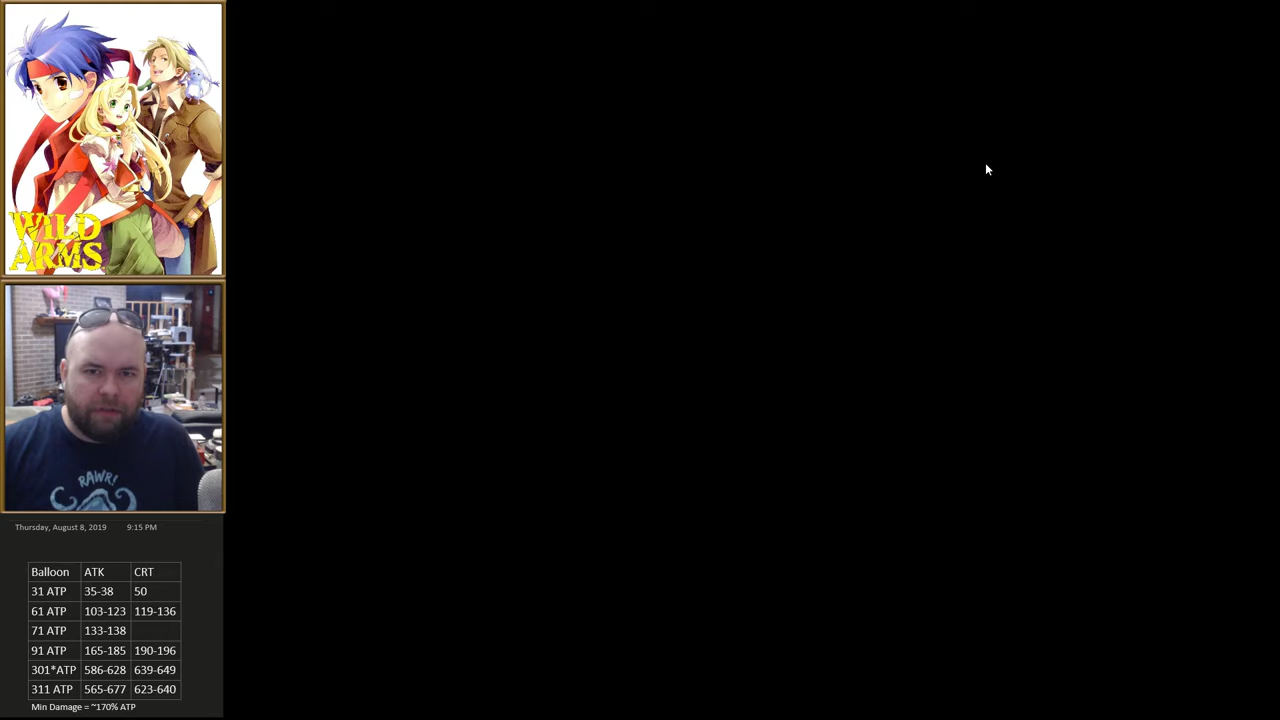 WILD
ARMS
RAWR!
Thursday, August 8, 2019 9:15 PM
Balloon ATK CRT
31 ATP 35-38 50
61 ATP 103-123 119-136
71 ATP 133-138
91 ATP 165-185 190-196
301*ATP 586-628 639-649
311 ATP 565-677 623-640
Min Damage = ~170% ATP